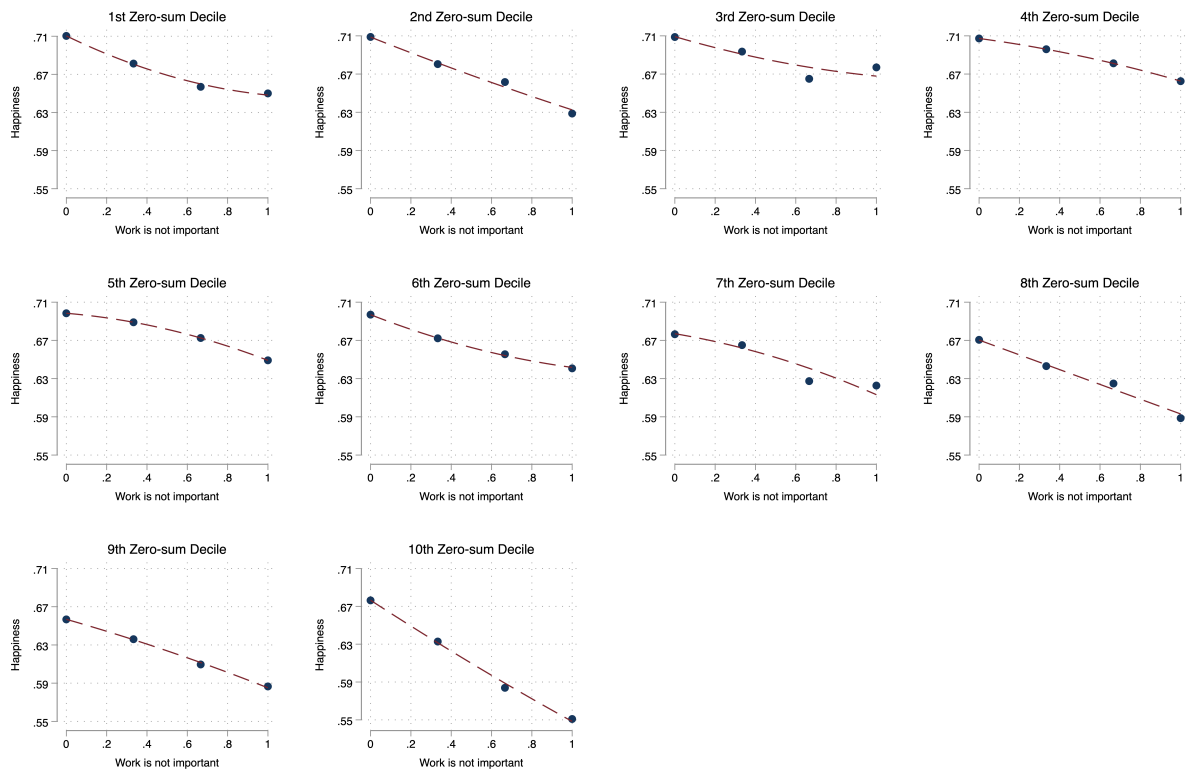 1st Zero-sum Decile
.71
.67
.63
.59
.55
Happiness
0 .2 .4 .6 .8 1
Work is not important
2nd Zero-sum Decile
.71
.67
.63
.59
.55
Happiness
0 .2 .4 .6 .8 1
Work is not important
3rd Zero-sum Decile
.71
.67
.63
.59
.55
Happiness
0 .2 .4 .6 .8 1
Work is not important
4th Zero-sum Decile
.71
.67
.63
.59
.55
Happiness
0 .2 .4 .6 .8 1
Work is not important
5th Zero-sum Decile
.71
.67
.63
.59
.55
Happiness
0 .2 .4 .6 .8 1
Work is not important
6th Zero-sum Decile
.71
.67
.63
.59
.55
Happiness
0 .2 .4 .6 .8 1
Work is not important
7th Zero-sum Decile
.71
.67
.63
.59
.55
Happiness
0 .2 .4 .6 .8 1
Work is not important
8th Zero-sum Decile
.71
.67
.63
.59
.55
Happiness
0 .2 .4 .6 .8 1
Work is not important
9th Zero-sum Decile
.71
.67
.63
.59
.55
Happiness
0 .2 .4 .6 .8 1
Work is not important
10th Zero-sum Decile
.71
.67
.63
.59
.55
Happiness
0 .2 .4 .6 .8 1
Work is not important